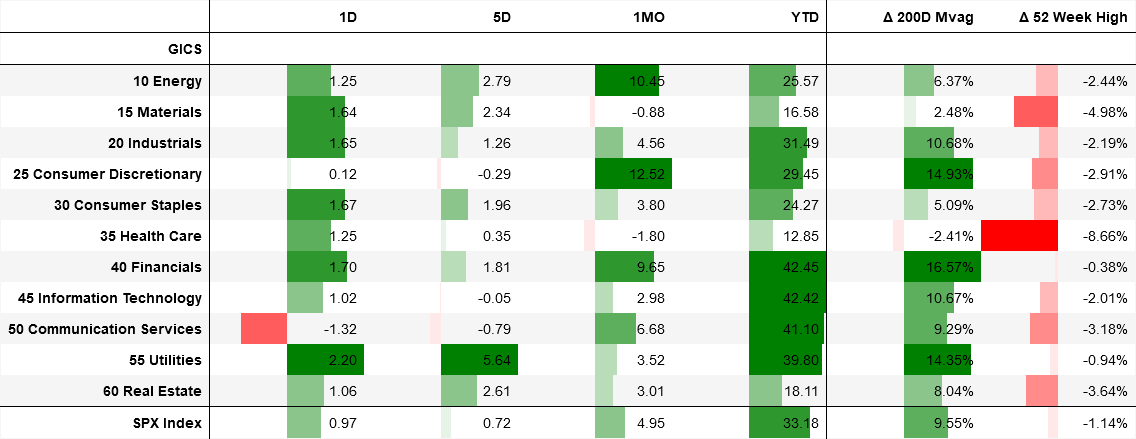 1D 5D 1MO YTD Δ 200D Mvag Δ 52 Week High
GICS
10 Energy 1.25 2.79 10.45 25.57 6.37% -2.44%
15 Materials 1.64 2.34 -0.88 16.58 2.48% -4.98%
20 Industrials 1.65 1.26 4.56 31.49 10.68% -2.19%
25 Consumer Discretionary 0.12 -0.29 12.52 29.45 14.93% -2.91%
30 Consumer Staples 1.67 1.96 3.80 24.27 5.09% -2.73%
35 Health Care 1.25 0.35 -1.80 12.85 -2.41% -8.66%
40 Financials 1.70 1.81 9.65 42.45 16.57% -0.38%
45 Information Technology 1.02 -0.05 2.98 42.42 10.67% -2.01%
50 Communication Services -1.32 -0.79 6.68 41.10 9.29% -3.18%
55 Utilities 2.20 5.64 3.52 39.80 14.35% -0.94%
60 Real Estate 1.06 2.61 3.01 18.11 8.04% -3.64%
SPX Index 0.97 0.72 4.95 33.18 9.55% -1.14%